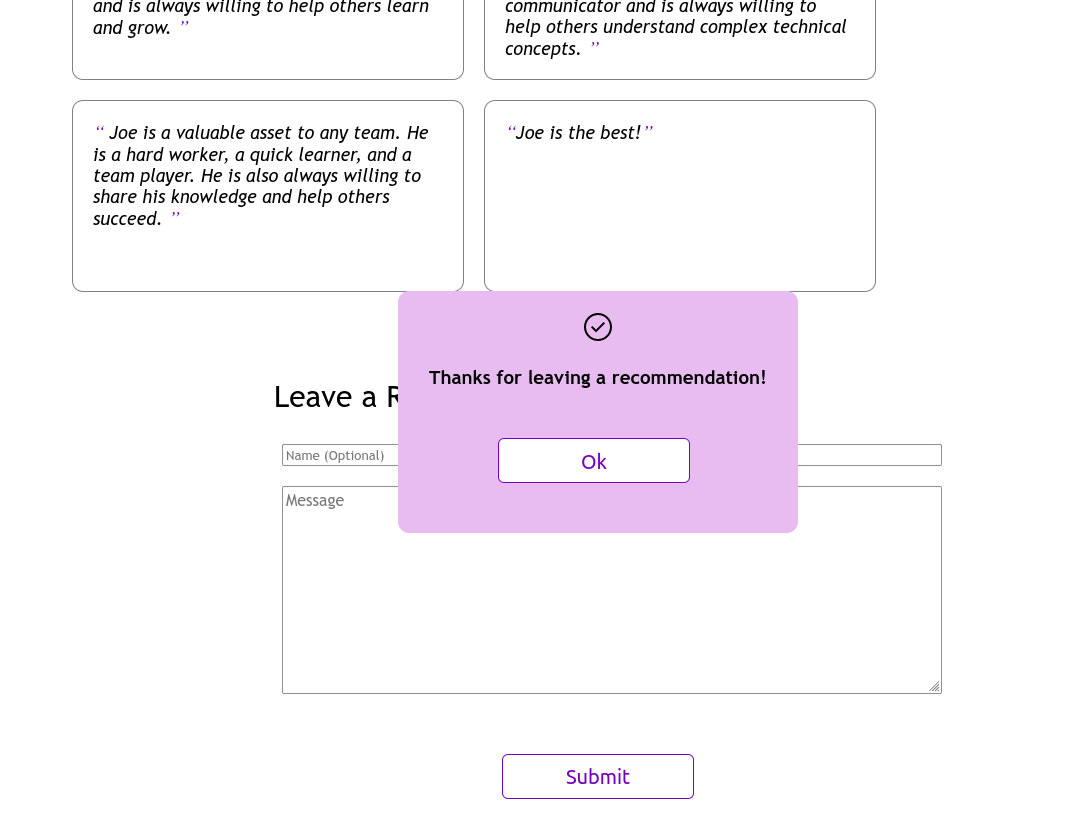 and is always willing to help others learn
and grow. ”
communicator and is always willing to
help others understand complex technical
concepts. ”
“ Joe is a valuable asset to any team. He
is a hard worker, a quick learner, and a
team player. He is also always willing to
share his knowledge and help others
succeed. ”
“Joe is the best!”
Thanks for leaving a recommendation!
Leave a
Ok
Name (Optional)
Message
Submit